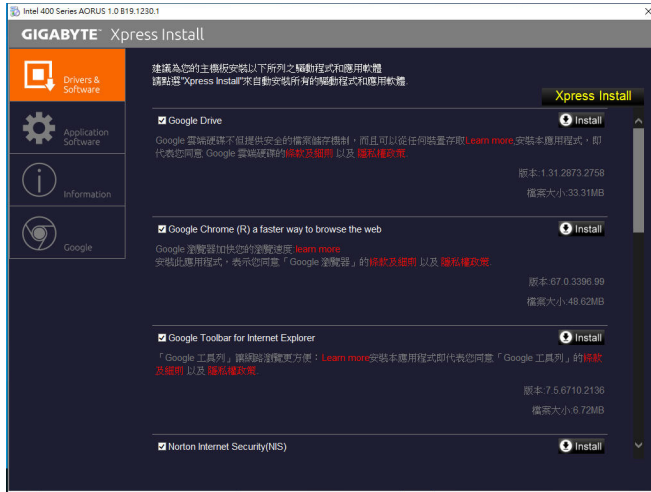 Intel 400 Series AORUS 1.0 B19.1230.1
GIGABYTE™ Xpress Install
Drivers &
Software
Application
Software
Information
Google
建議為您的主機板安裝以下所列之驅動程式和應用軟體
請點選"Xpress Install"來自動安裝所有的驅動程式和應用軟體.
Xpress Install
Google Drive
Install
Google 雲端硬碟不但提供安全的檔案儲存機制，而且可以從任何裝置存取Learn more,安裝本應用程式，即
代表您同意 Google 雲端硬碟的條款及細則 以及 隱私權政策.
版本:1.31.2873.2758
檔案大小:33.31MB
Google Chrome (R) a faster way to browse the web
Install
Google 瀏覽器加快您的瀏覽速度.learn more
安裝此應用程式，表示您同意「Google 瀏覽器」的條款及細則 以及 隱私權政策.
版本:67.0.3396.99
檔案大小:48.62MB
Google Toolbar for Internet Explorer
Install
「Google 工具列」讓網路瀏覽更方便：Learn more安裝本應用程式即代表您同意「Google 工具列」的條款
及細則 以及 隱私權政策.
版本:7.5.6710.2136
檔案大小:6.72MB
Norton Internet Security(NIS)
Install